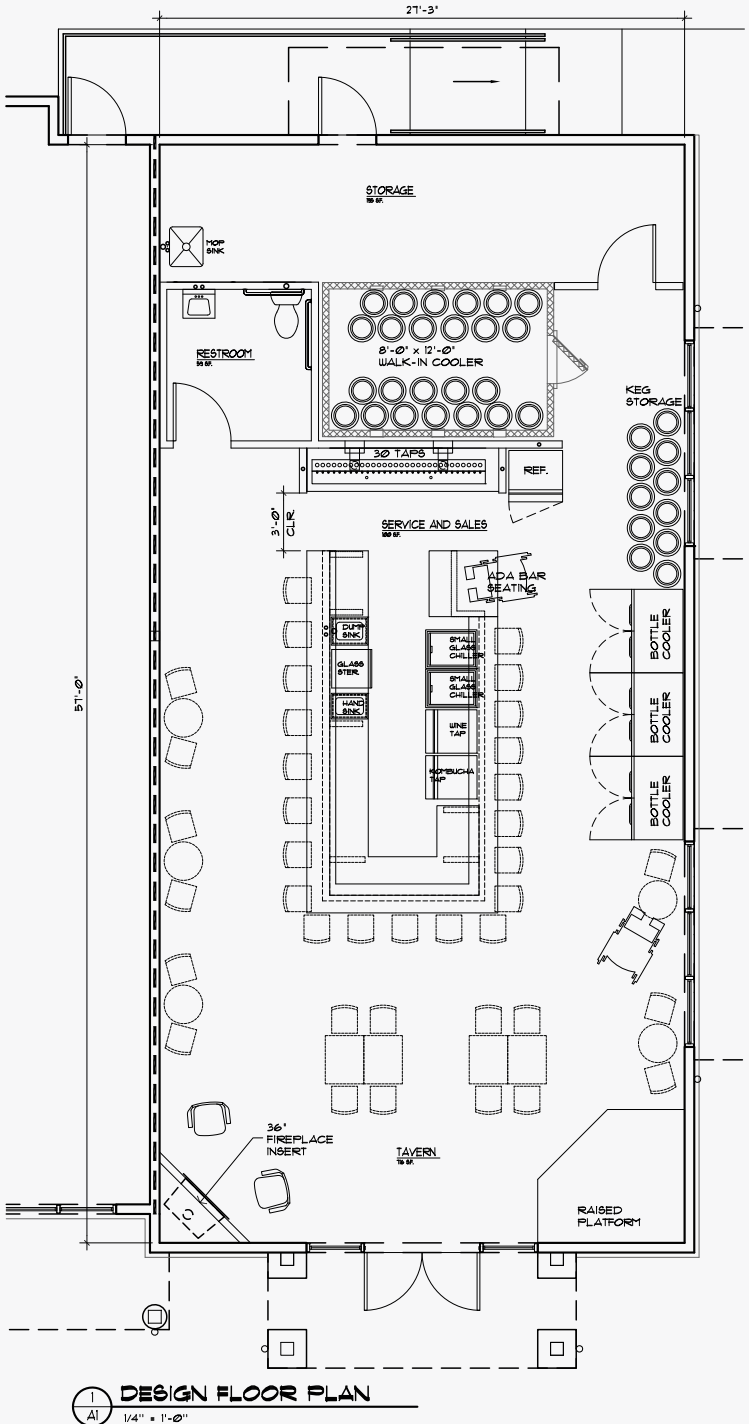 27'-3"
STORAGE
MOP
SINK
RESTROOM
8'-0" x 12'-0"
WALK-IN COOLER
KEG
STORAGE
30 TAPS
REF.
3'-0"
CLR.
SERVICE AND SALES
ADA BAR
SEATING
DUMP
SINK
GLASS
STER.
HAND
SINK
SMALL
GLASS
CHILLER
SMALL
GLASS
CHILLER
WINE
TAP
KOMBUCHA
TAP
BOTTLE
COOLER
BOTTLE
COOLER
BOTTLE
COOLER
57'-0"
36"
FIREPLACE
INSERT
TAVERN
RAISED
PLATFORM
1
A1
DESIGN FLOOR PLAN
1/4" = 1'-0"